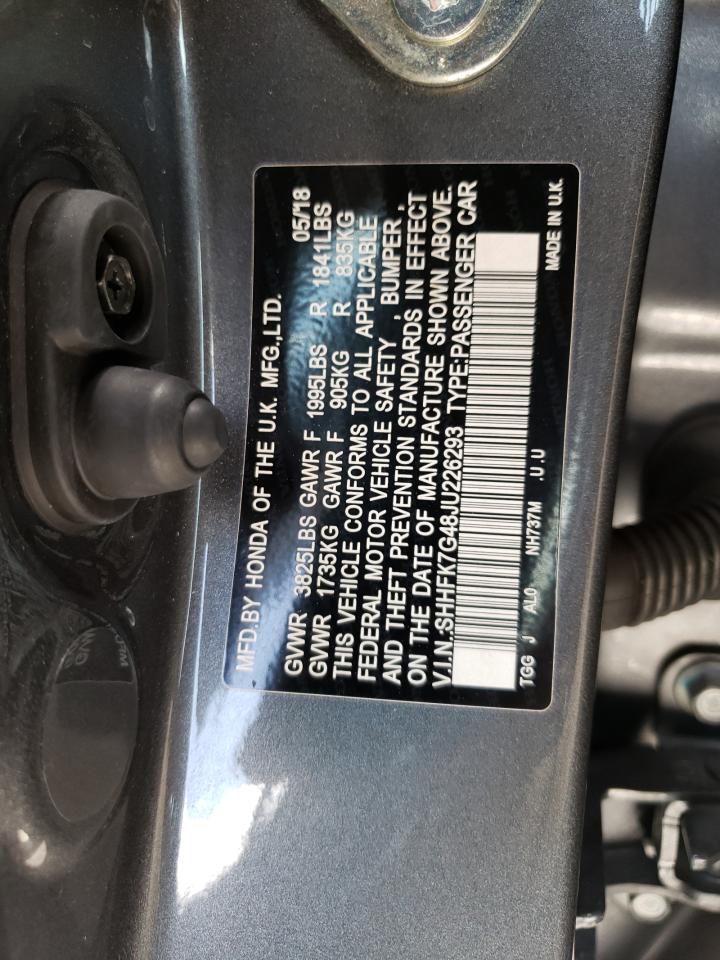 MFD.BY HONDA OF THE U.K. MFG.,LTD.
05/18
GVWR 3825LBS GAWR F 1995LBS R 1841LBS
GVWR 1735KG GAWR F 905KG R 835KG
THIS VEHICLE CONFORMS TO ALL APPLICABLE
FEDERAL MOTOR VEHICLE SAFETY , BUMPER ,
AND THEFT PREVENTION STANDARDS IN EFFECT
ON THE DATE OF MANUFACTURE SHOWN ABOVE.
V.I.N.:SHHFK7G48JU226293 TYPE:PASSENGER CAR
TGG J AL0 NH737M .U.U MADE IN U.K.